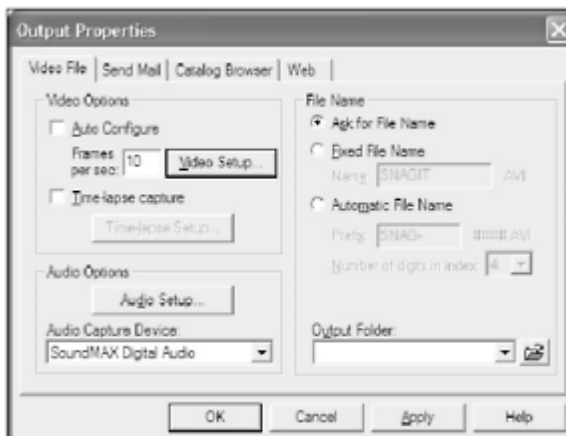 Output Properties
Video File Send Mail Catalog Browser Web
Video Options
Auto Configure
Frames per sec: 10 Video Setup...
Time-lapse capture
Time-lapse Setup...
Audio Options
Audio Setup...
Audio Capture Device:
SoundMAX Digital Audio
File Name
Ask for File Name
Fixed File Name
Name: SNAGIT .AVI
Automatic File Name
Prefix: SNAG- ####.AVI
Number of digits in index: 4
Output Folder:
OK Cancel Apply Help